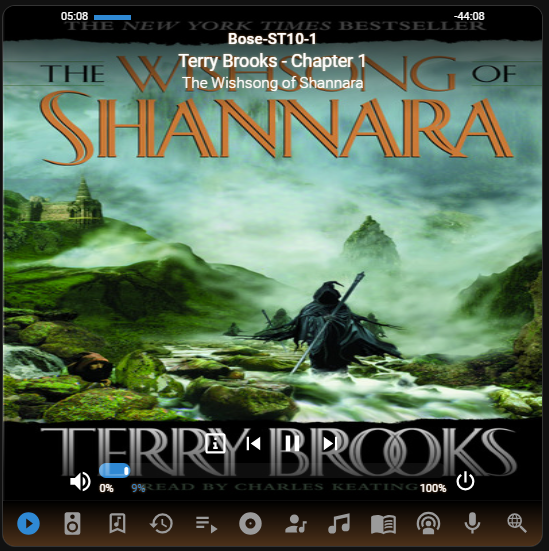 05:08 -44:08
THE NEW YORK TIMES BESTSELLER
Bose-ST10-1
Terry Brooks - Chapter 1
The Wishsong of Shannara
THE WISHSONG OF
SHANNARA
TERRY BROOKS
0% 9% 100%
READ BY CHARLES KEATING